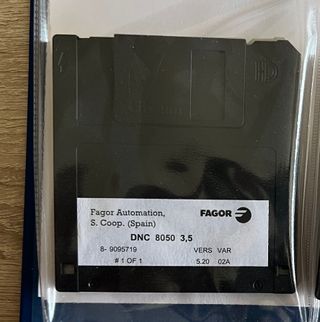 HD
Fagor Automation,
S. Coop. (Spain)
FAGOR
DNC 8050 3,5
8- 9095719 VERS VAR
# 1 OF 1 5.20 02A